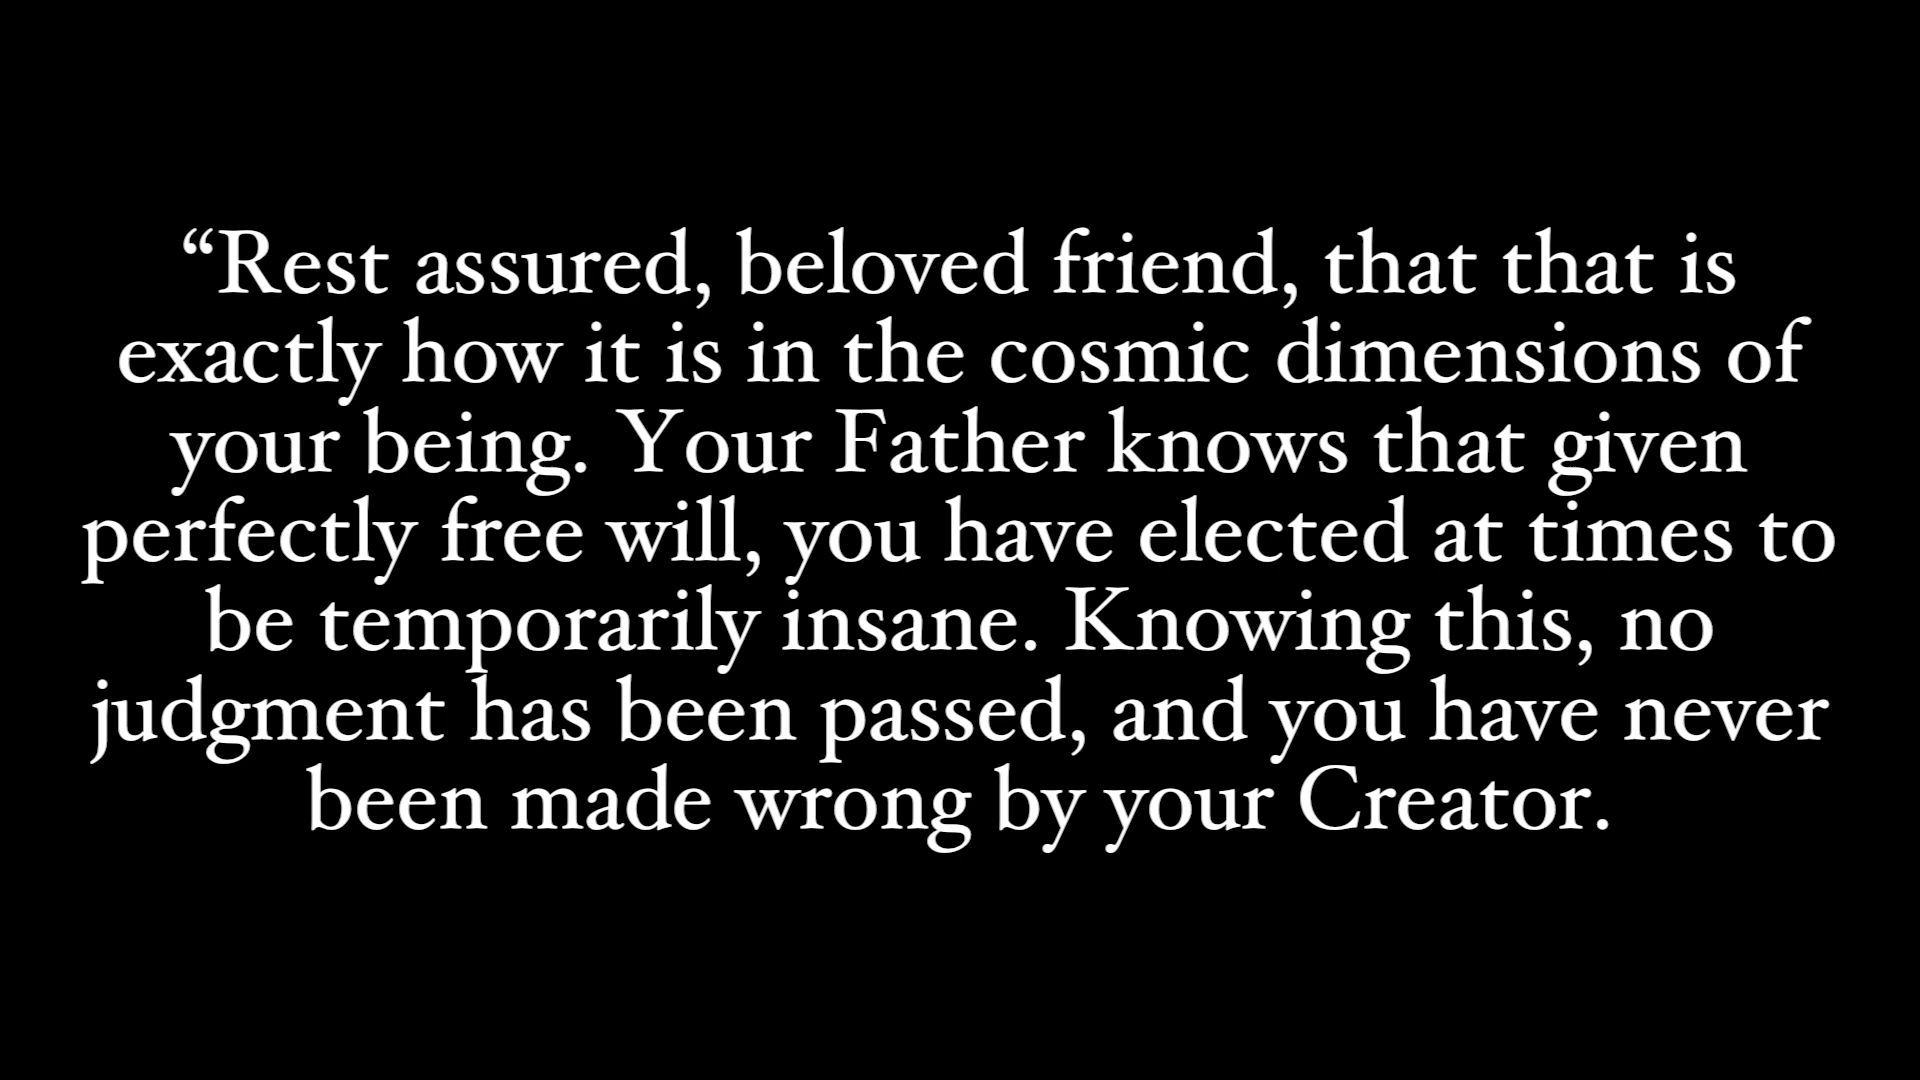 “Rest assured, beloved friend, that that is
exactly how it is in the cosmic dimensions of
your being. Your Father knows that given
perfectly free will, you have elected at times to
be temporarily insane. Knowing this, no
judgment has been passed, and you have never
been made wrong by your Creator.